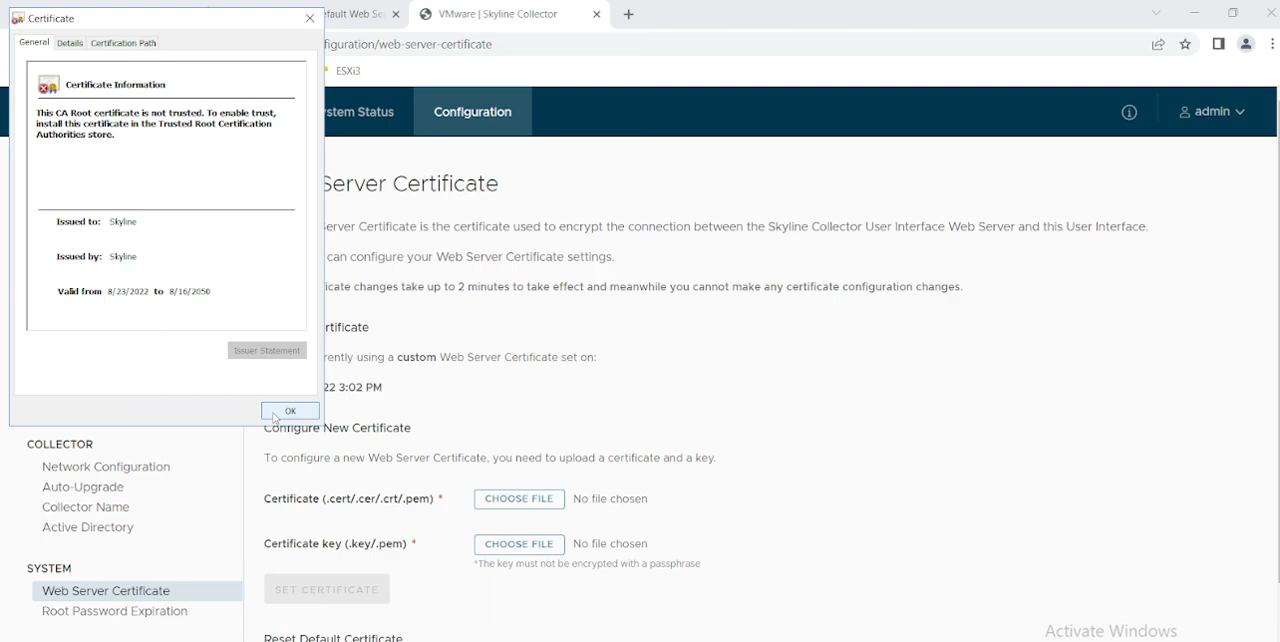 Certificate
efault Web Se
VMware | Skyline Collector
General
Details
Certification Path
figuration/web-server-certificate
ESXi3
Certificate Information
This CA Root certificate is not trusted. To enable trust,
install this certificate in the Trusted Root Certification
Authorities store.
Issued to: Skyline
Issued by: Skyline
Valid from 8/23/2022 to 8/16/2050
Issuer Statement
OK
ystem Status
Configuration
admin
Server Certificate
erver Certificate is the certificate used to encrypt the connection between the Skyline Collector User Interface Web Server and this User Interface.
can configure your Web Server Certificate settings.
icate changes take up to 2 minutes to take effect and meanwhile you cannot make any certificate configuration changes.
rtificate
rently using a custom Web Server Certificate set on:
22 3:02 PM
Configure New Certificate
To configure a new Web Server Certificate, you need to upload a certificate and a key.
Certificate (.cert/.cer/.crt/.pem) *
CHOOSE FILE No file chosen
Certificate key (.key/.pem) *
CHOOSE FILE No file chosen
*The key must not be encrypted with a passphrase
SET CERTIFICATE
Reset Default Certificate
COLLECTOR
Network Configuration
Auto-Upgrade
Collector Name
Active Directory
SYSTEM
Web Server Certificate
Root Password Expiration
Activate Windows